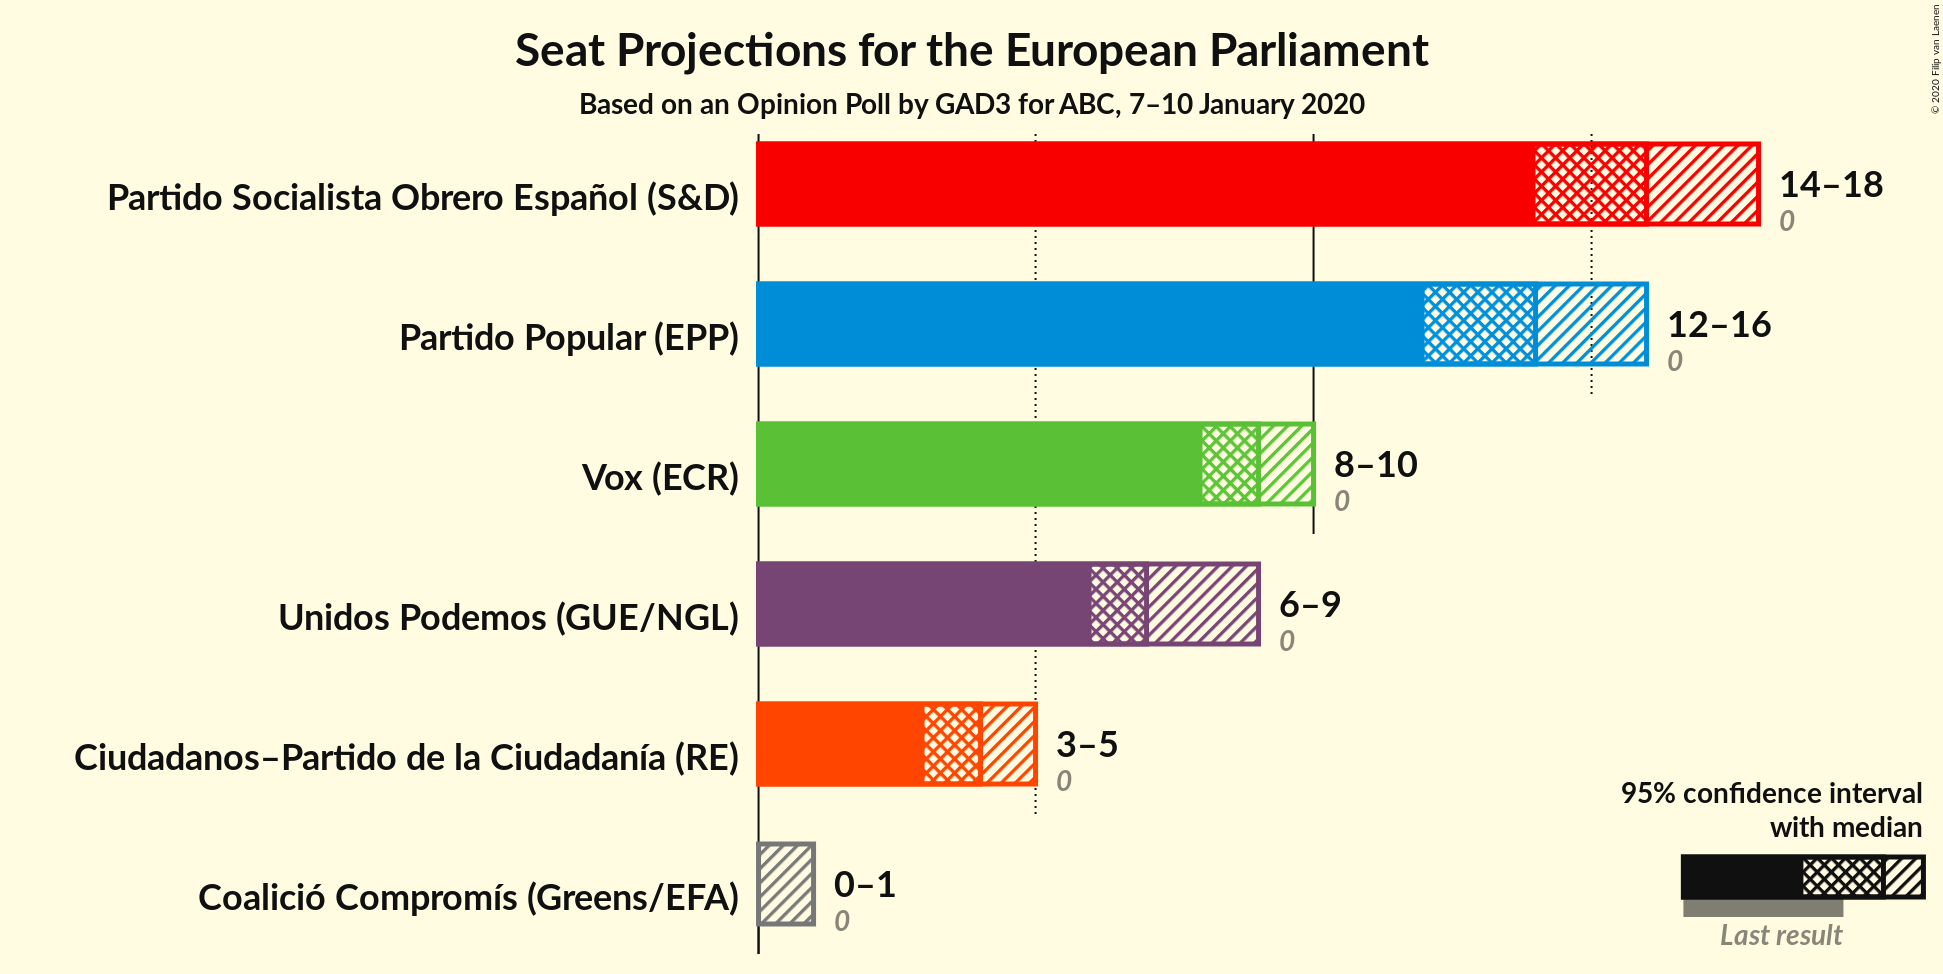 Seat Projections for the European Parliament
Based on an Opinion Poll by GAD3 for ABC, 7–10 January 2020
© 2020 Filip van Laenen
Partido Socialista Obrero Español (S&D)
14–18
0
Partido Popular (EPP)
12–16
0
Vox (ECR)
8–10
0
Unidos Podemos (GUE/NGL)
6–9
0
Ciudadanos–Partido de la Ciudadanía (RE)
3–5
0
Coalició Compromís (Greens/EFA)
0–1
0
95% confidence interval
with median
Last result